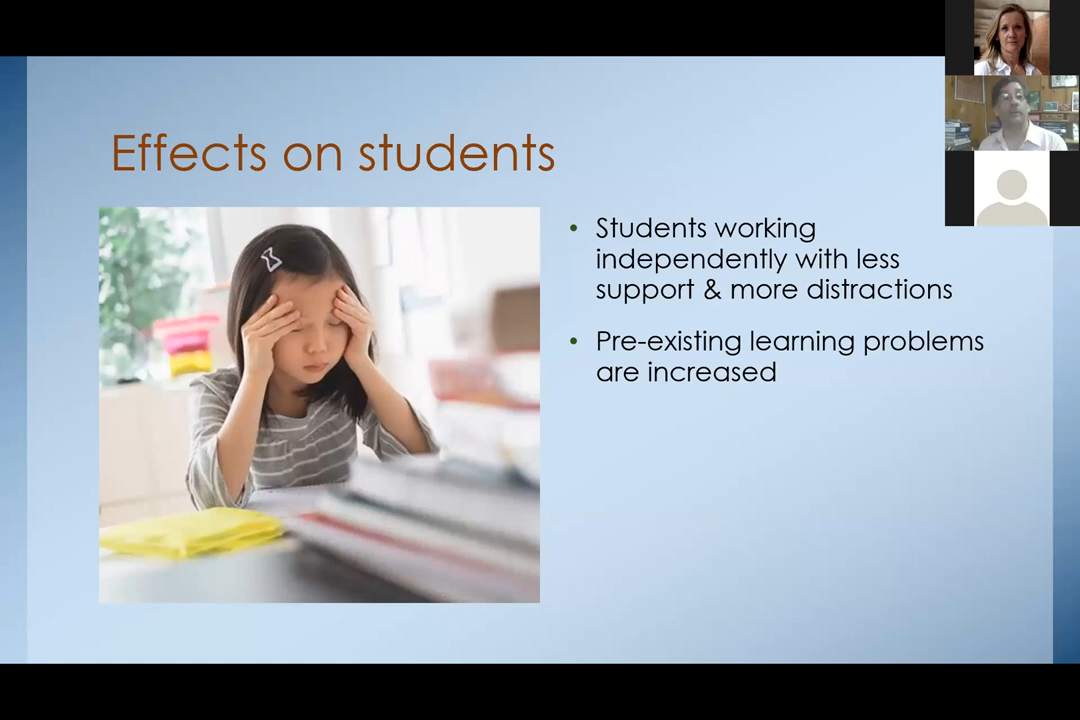 Effects on students
• Students working
independently with less
support & more distractions
• Pre-existing learning problems
are increased